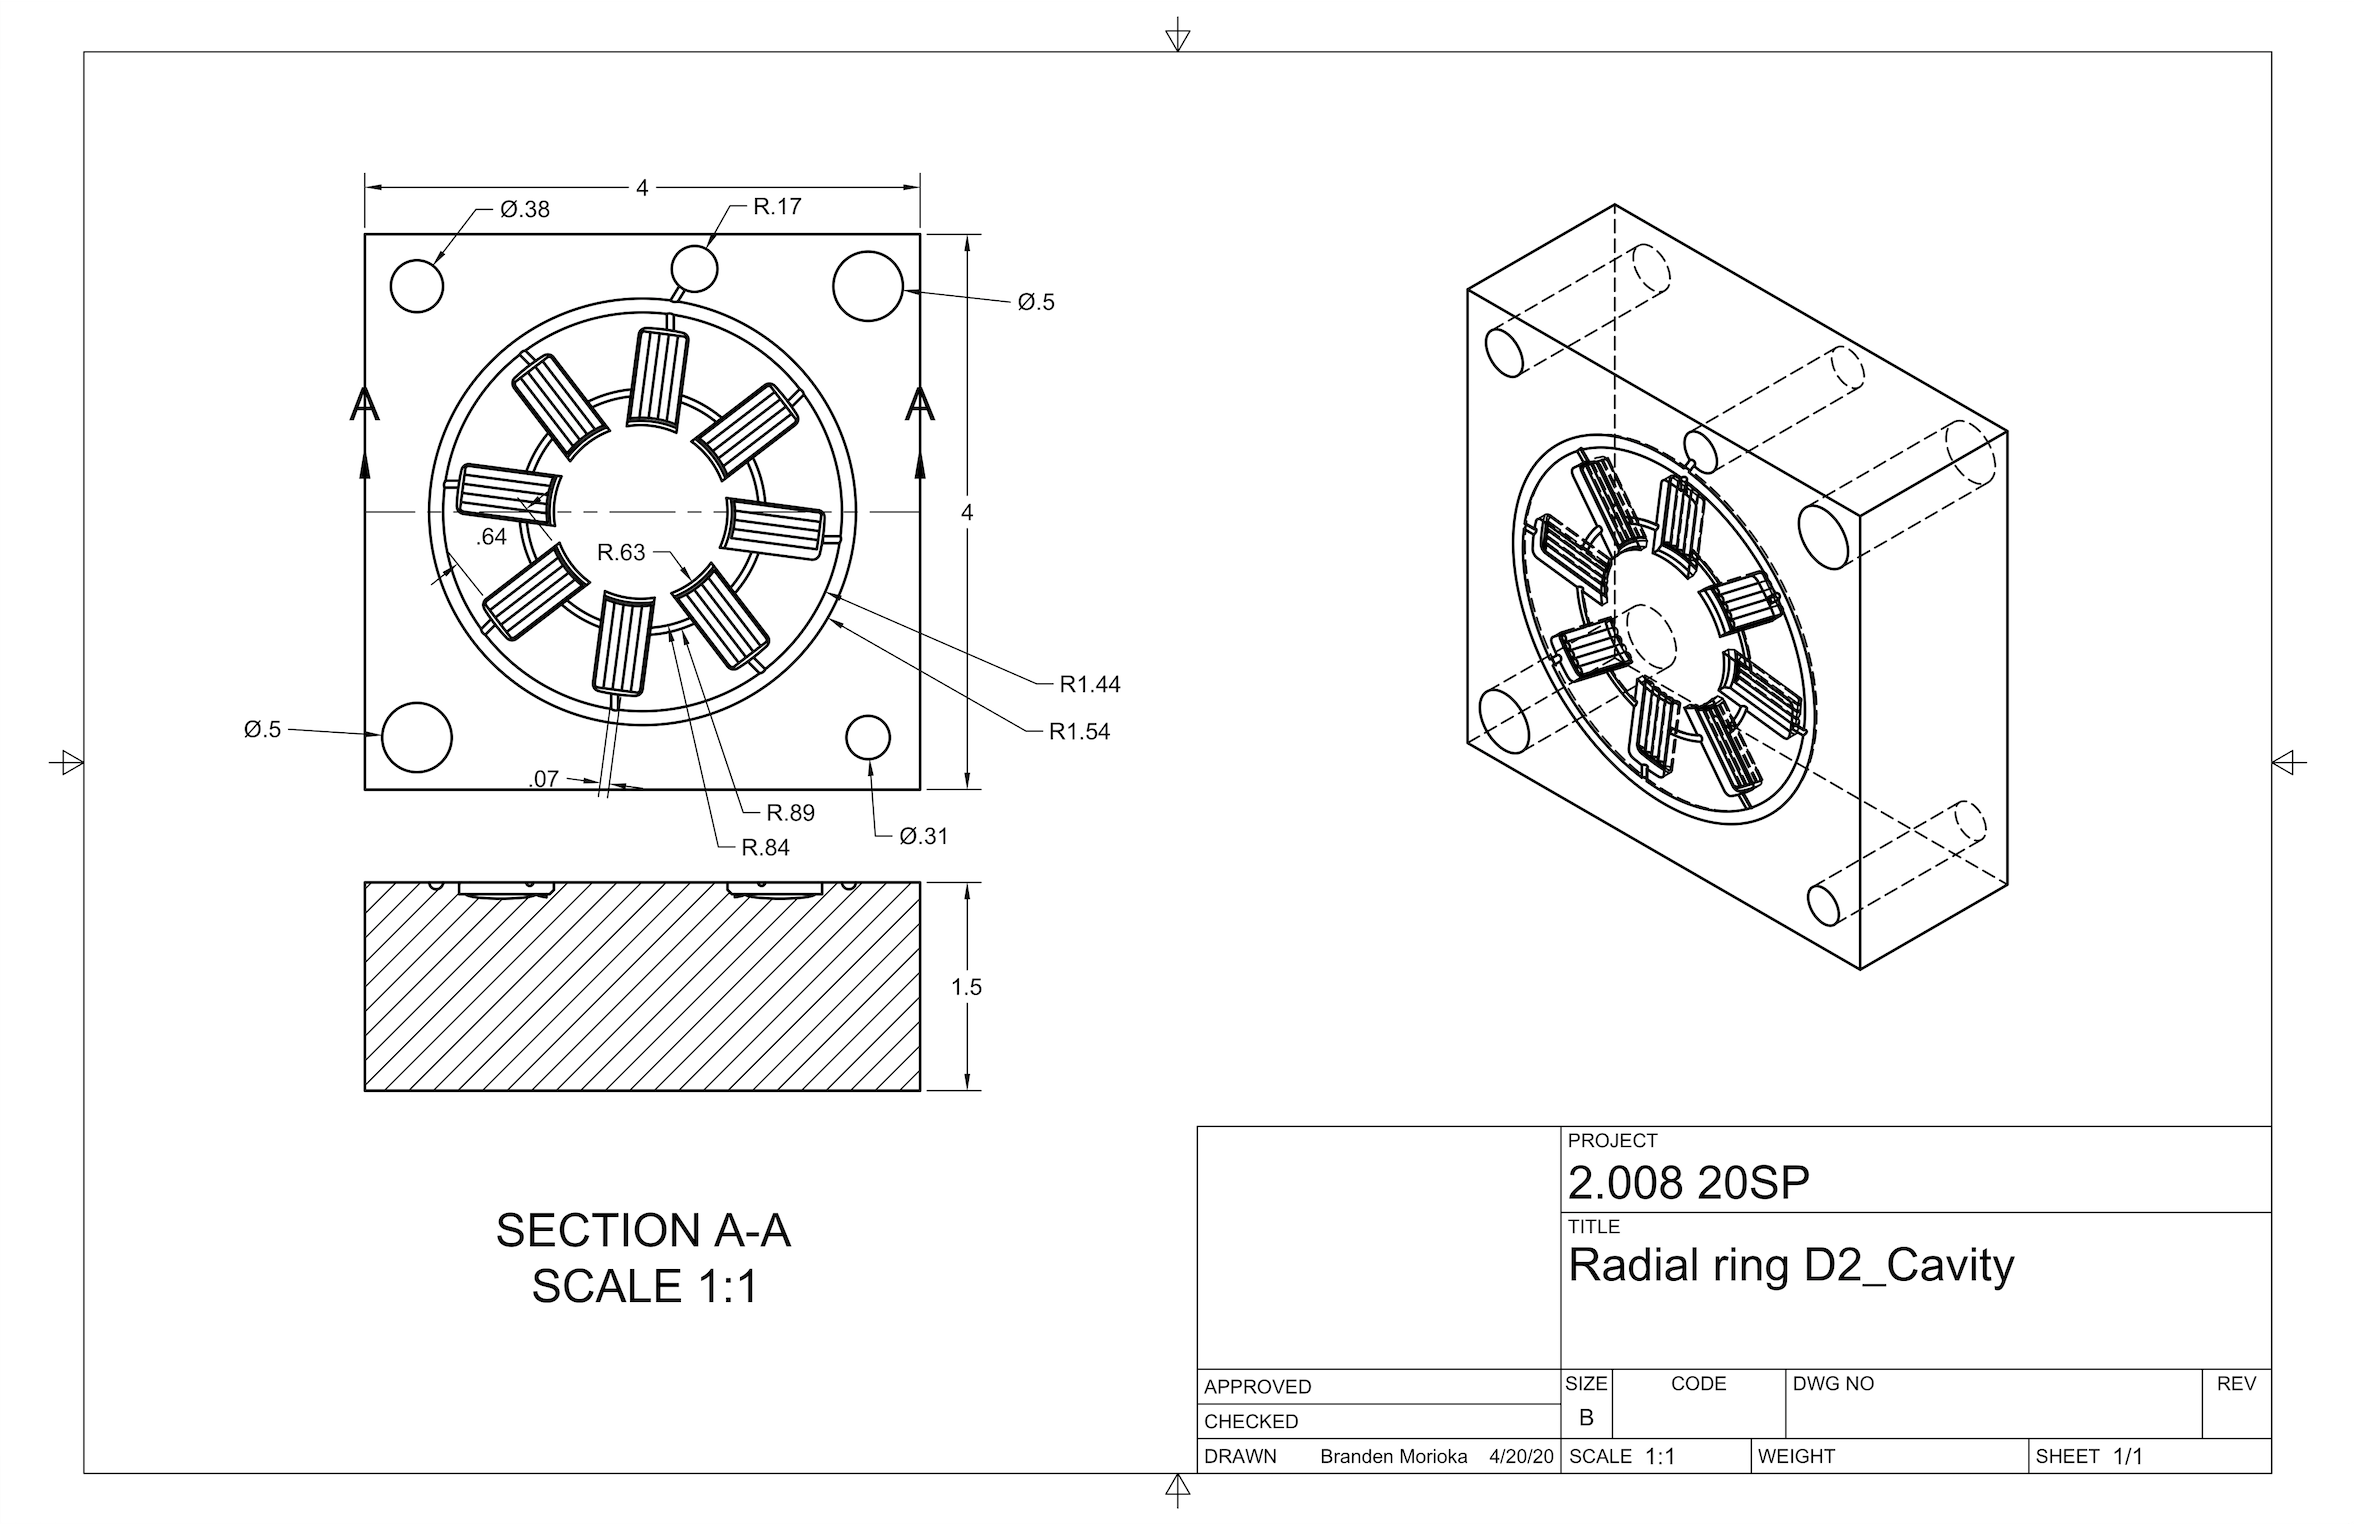 4
Ø.38
R.17
Ø.5
A
A
4
.64
R.63
R1.44
R1.54
Ø.5
.07
R.89
R.84
Ø.31
1.5
SECTION A-A
SCALE 1:1
PROJECT
2.008 20SP
TITLE
Radial ring D2_Cavity
APPROVED
CHECKED
DRAWN Branden Morioka 4/20/20
SIZE
B
CODE
DWG NO
REV
SCALE 1:1
WEIGHT
SHEET 1/1